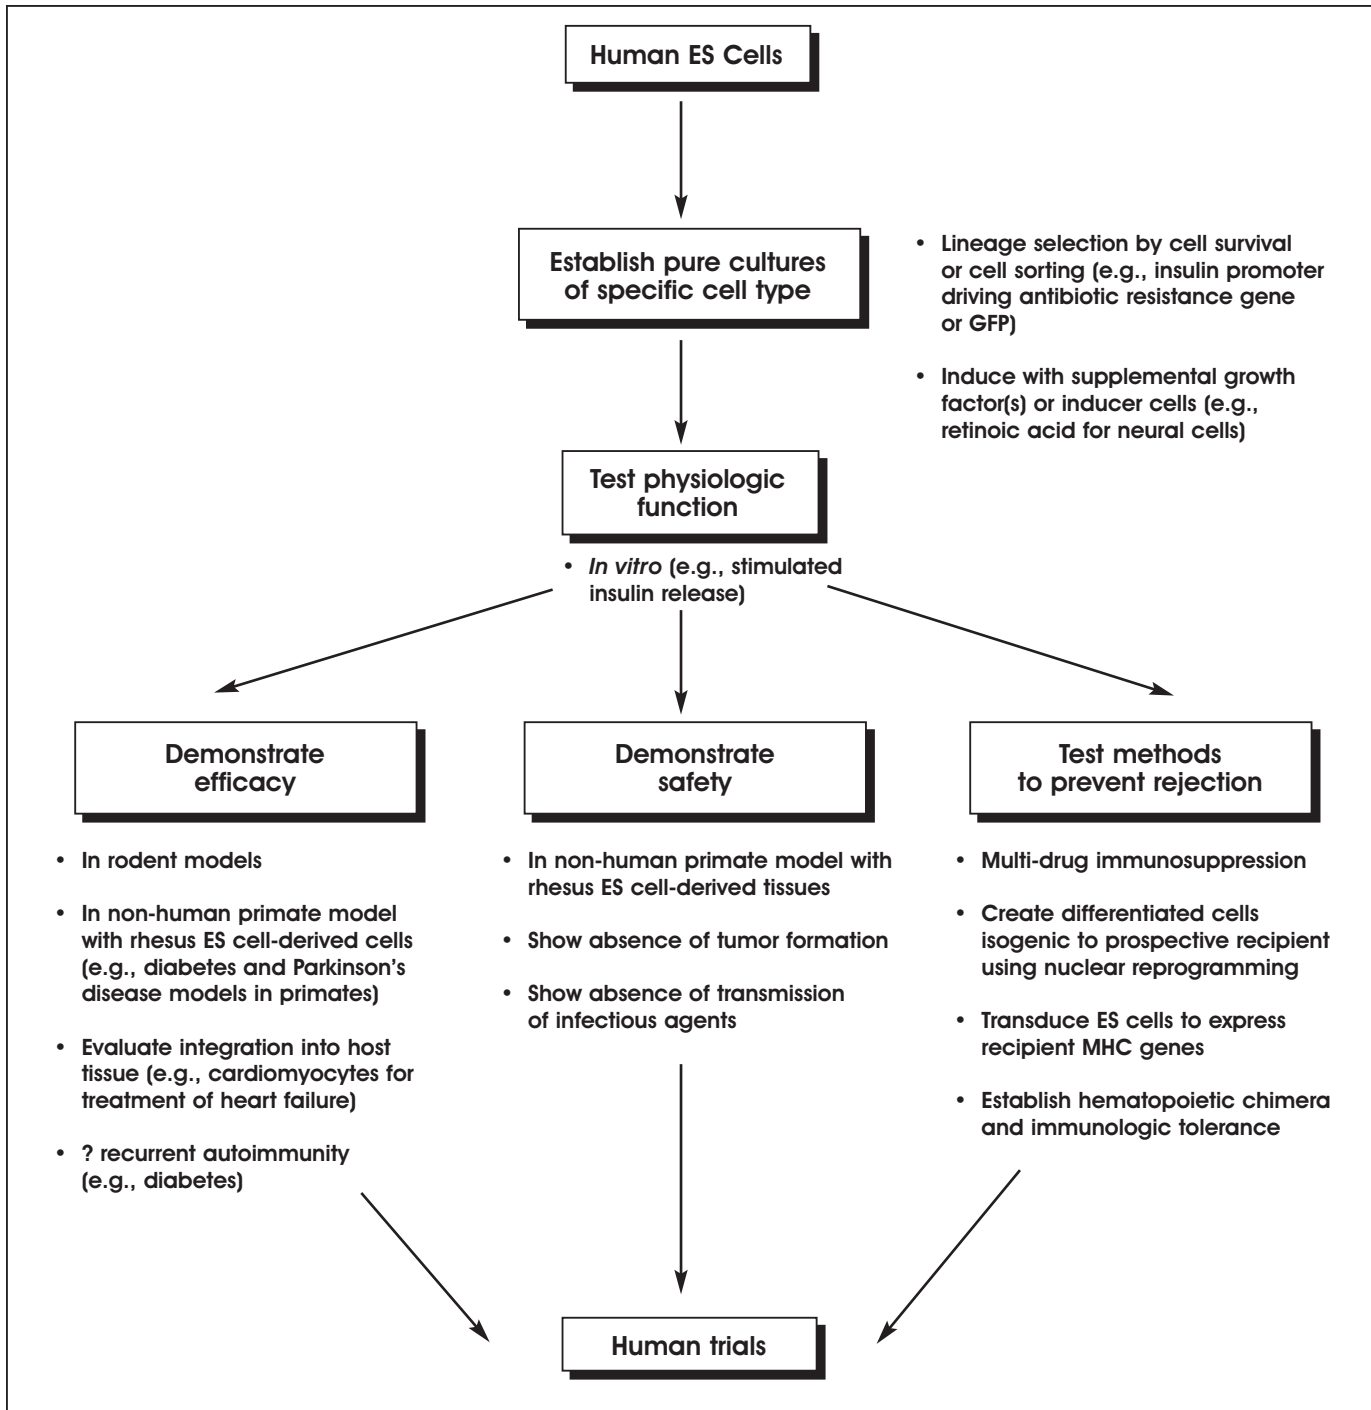 Human ES Cells
Establish pure cultures
of specific cell type
• Lineage selection by cell survival
or cell sorting (e.g., insulin promoter
driving antibiotic resistance gene
or GFP)
• Induce with supplemental growth
factor(s) or inducer cells (e.g.,
retinoic acid for neural cells)
Test physiologic
function
• In vitro (e.g., stimulated
insulin release)
Demonstrate
efficacy
• In rodent models
• In non-human primate model
with rhesus ES cell-derived cells
(e.g., diabetes and Parkinson's
disease models in primates)
• Evaluate integration into host
tissue (e.g., cardiomyocytes for
treatment of heart failure)
• ? recurrent autoimmunity
(e.g., diabetes)
Demonstrate
safety
• In non-human primate model with
rhesus ES cell-derived tissues
• Show absence of tumor formation
• Show absence of transmission
of infectious agents
Test methods
to prevent rejection
• Multi-drug immunosuppression
• Create differentiated cells
isogenic to prospective recipient
using nuclear reprogramming
• Transduce ES cells to express
recipient MHC genes
• Establish hematopoietic chimera
and immunologic tolerance
Human trials